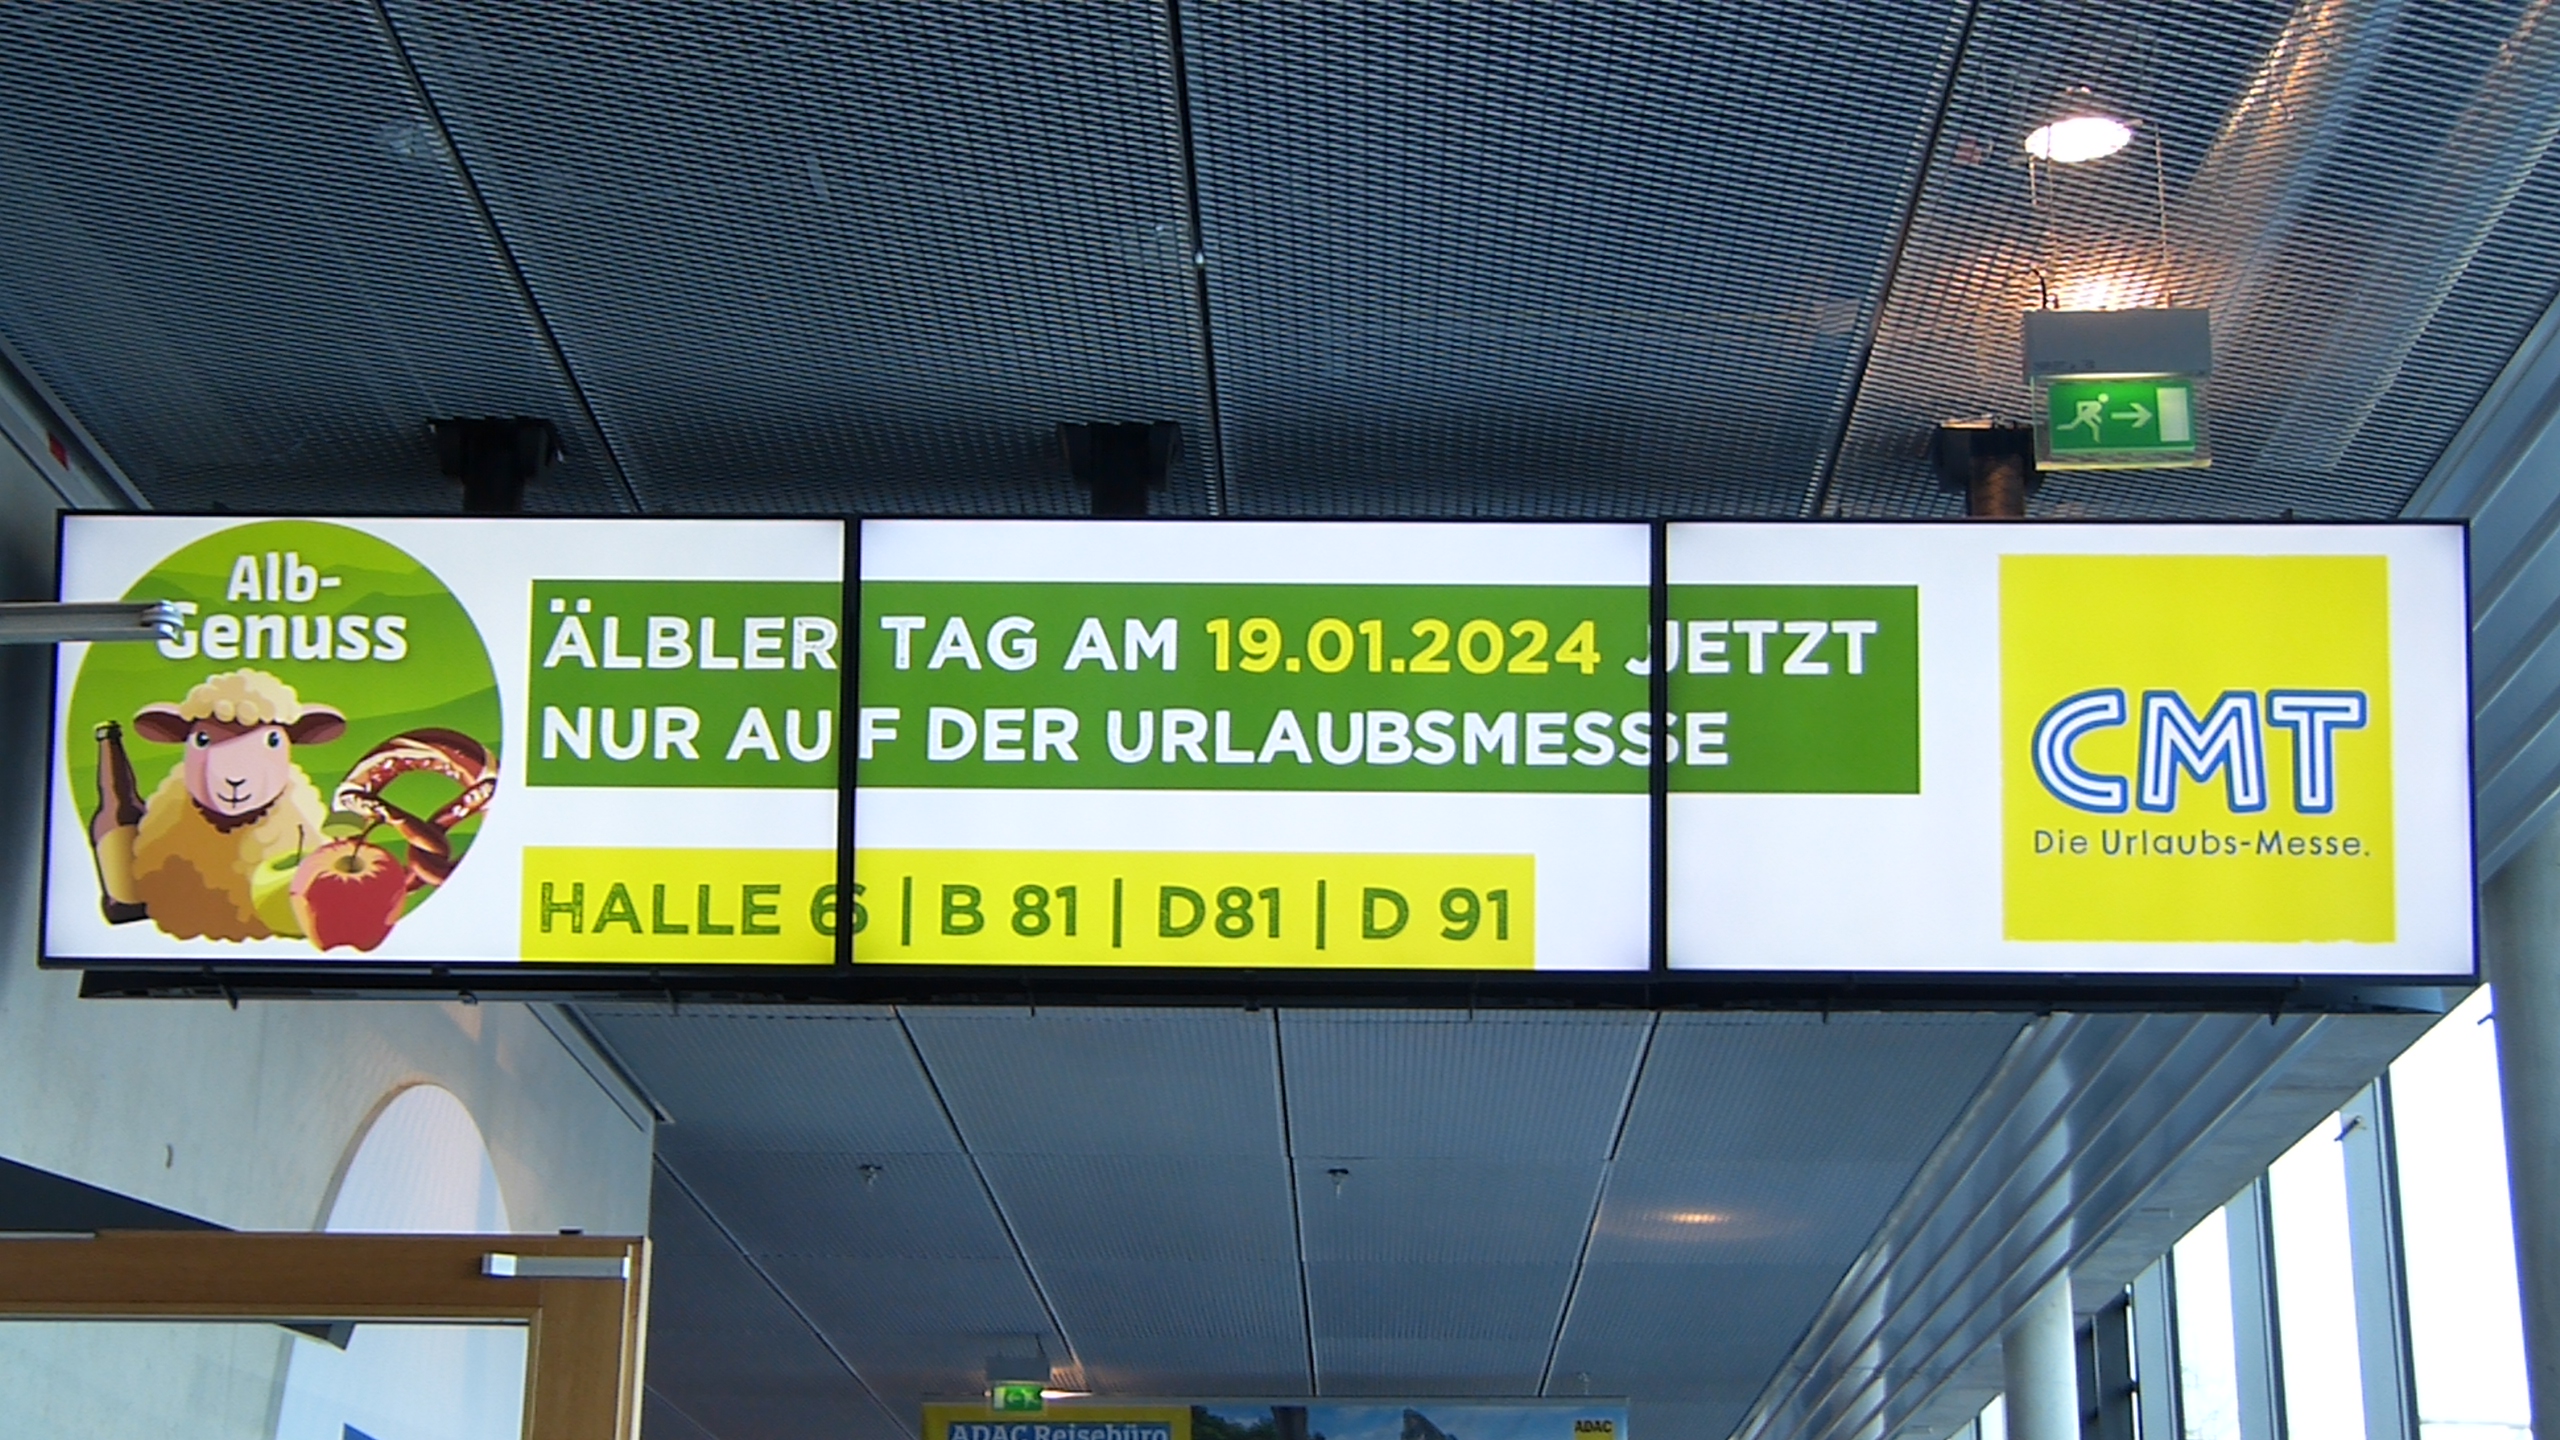 Alb-
Genuss
ÄLBLER TAG AM 19.01.2024 JETZT
NUR AUF DER URLAUBSMESSE
HALLE 6 | B 81 | D81 | D 91
CMT
Die Urlaubs-Messe.
ADAC Reisebüro
ADAC